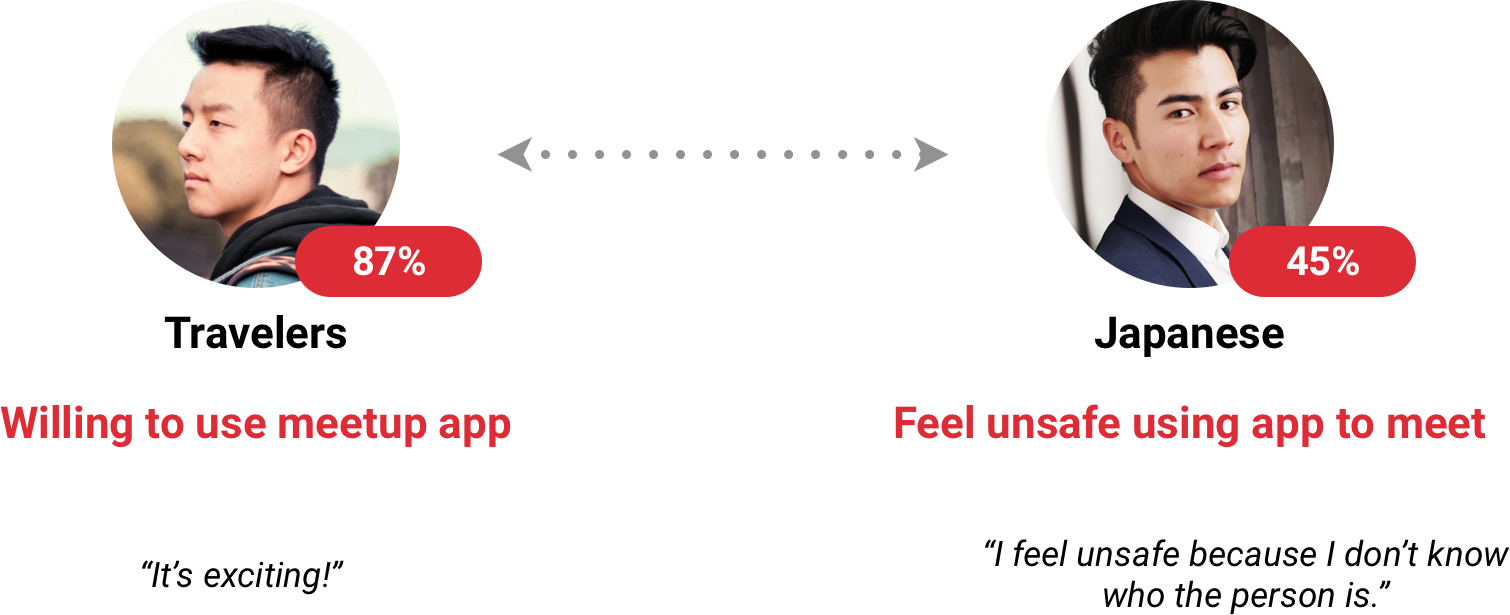 87%
45%
Travelers
Japanese
Willing to use meetup app
Feel unsafe using app to meet
“It’s exciting!”
“I feel unsafe because I don’t know
who the person is.”